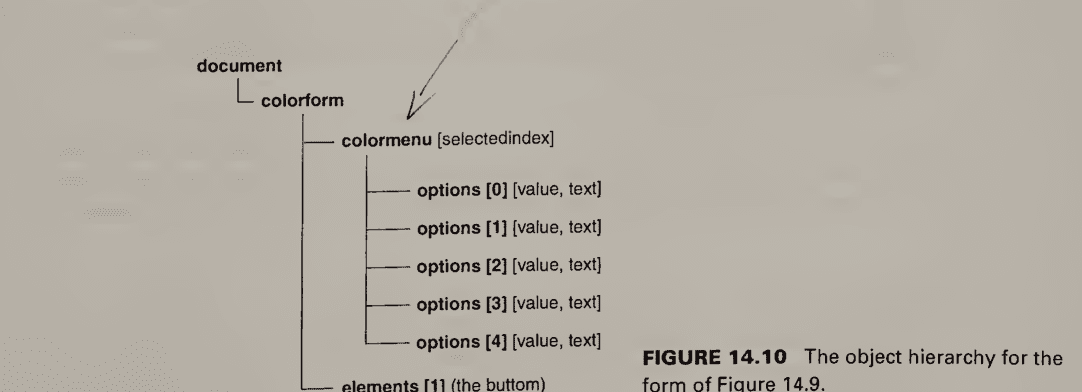 document
colorform
colormenu [selectedindex]
options [0] [value, text]
options [1] [value, text]
options [2] [value, text]
options [3] [value, text]
options [4] [value, text]
elements [1] (the buttom)
FIGURE 14.10 The object hierarchy for the
form of Figure 14.9.